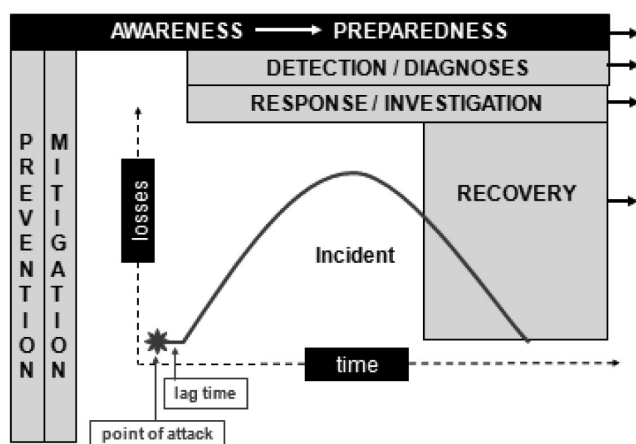 AWARENESS → PREPAREDNESS
DETECTION / DIAGNOSES
RESPONSE / INVESTIGATION
PREVENTION
MITIGATION
RECOVERY
losses
Incident
time
lag time
point of attack